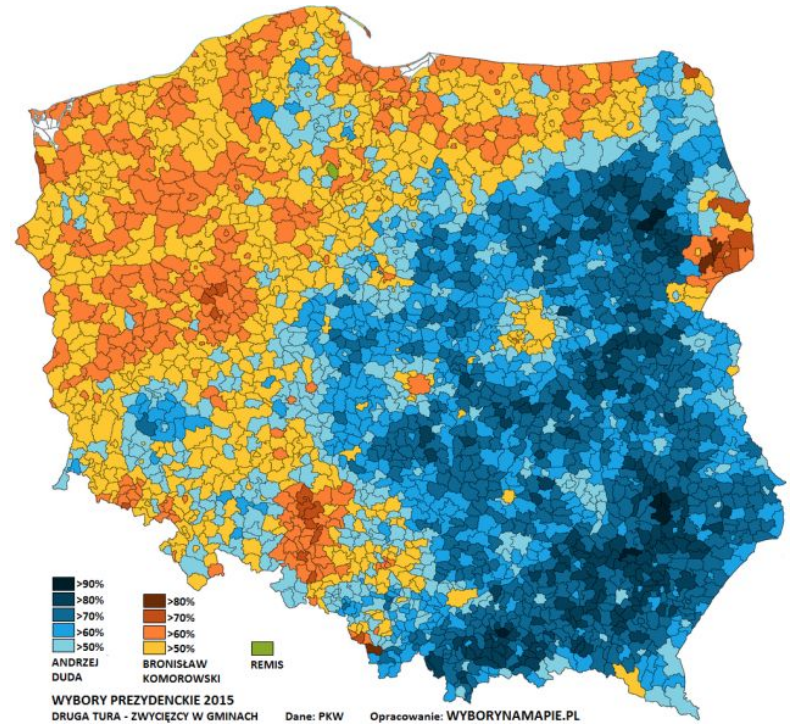 >90%
>80% >80%
>70% >70%
>60% >60%
>50% >50%
ANDRZEJ DUDA
BRONISŁAW KOMOROWSKI
REMIS
WYBORY PREZYDENCKIE 2015
DRUGA TURA - ZWYCIĘZCY W GMINACH Dane: PKW Opracowanie: WYBORYNAMAPIE.PL